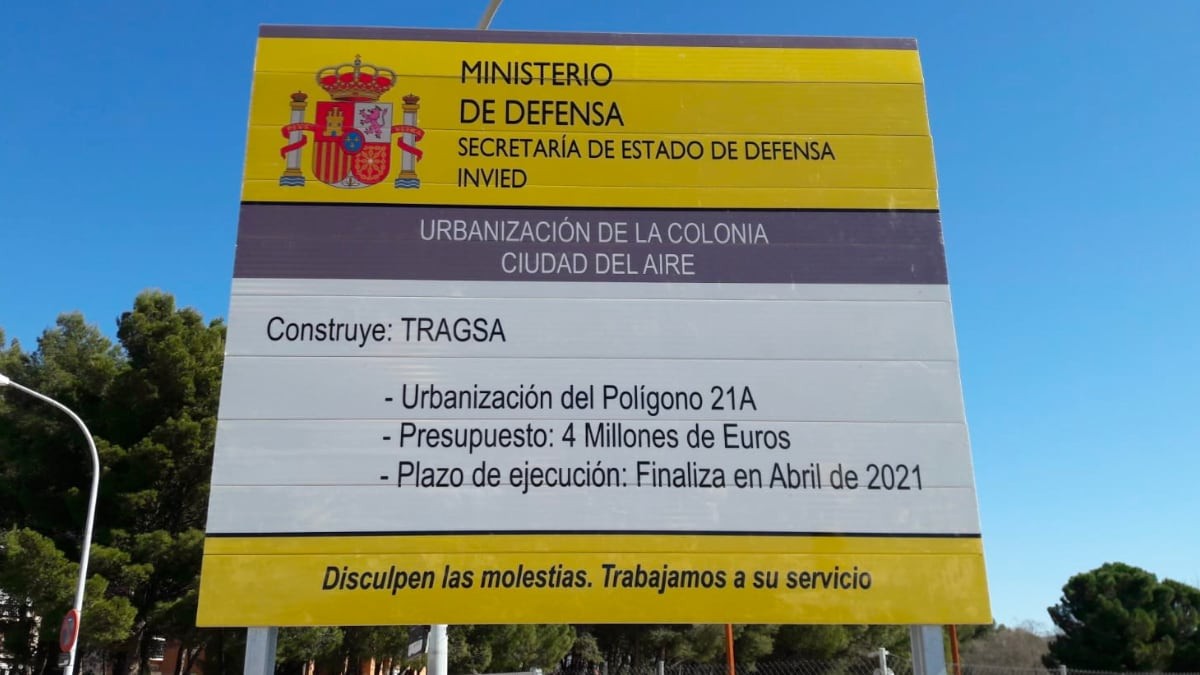 MINISTERIO
DE DEFENSA
SECRETARÍA DE ESTADO DE DEFENSA
INVIED
URBANIZACIÓN DE LA COLONIA
CIUDAD DEL AIRE
Construye: TRAGSA
- Urbanización del Polígono 21A
- Presupuesto: 4 Millones de Euros
- Plazo de ejecución: Finaliza en Abril de 2021
Disculpen las molestias. Trabajamos a su servicio